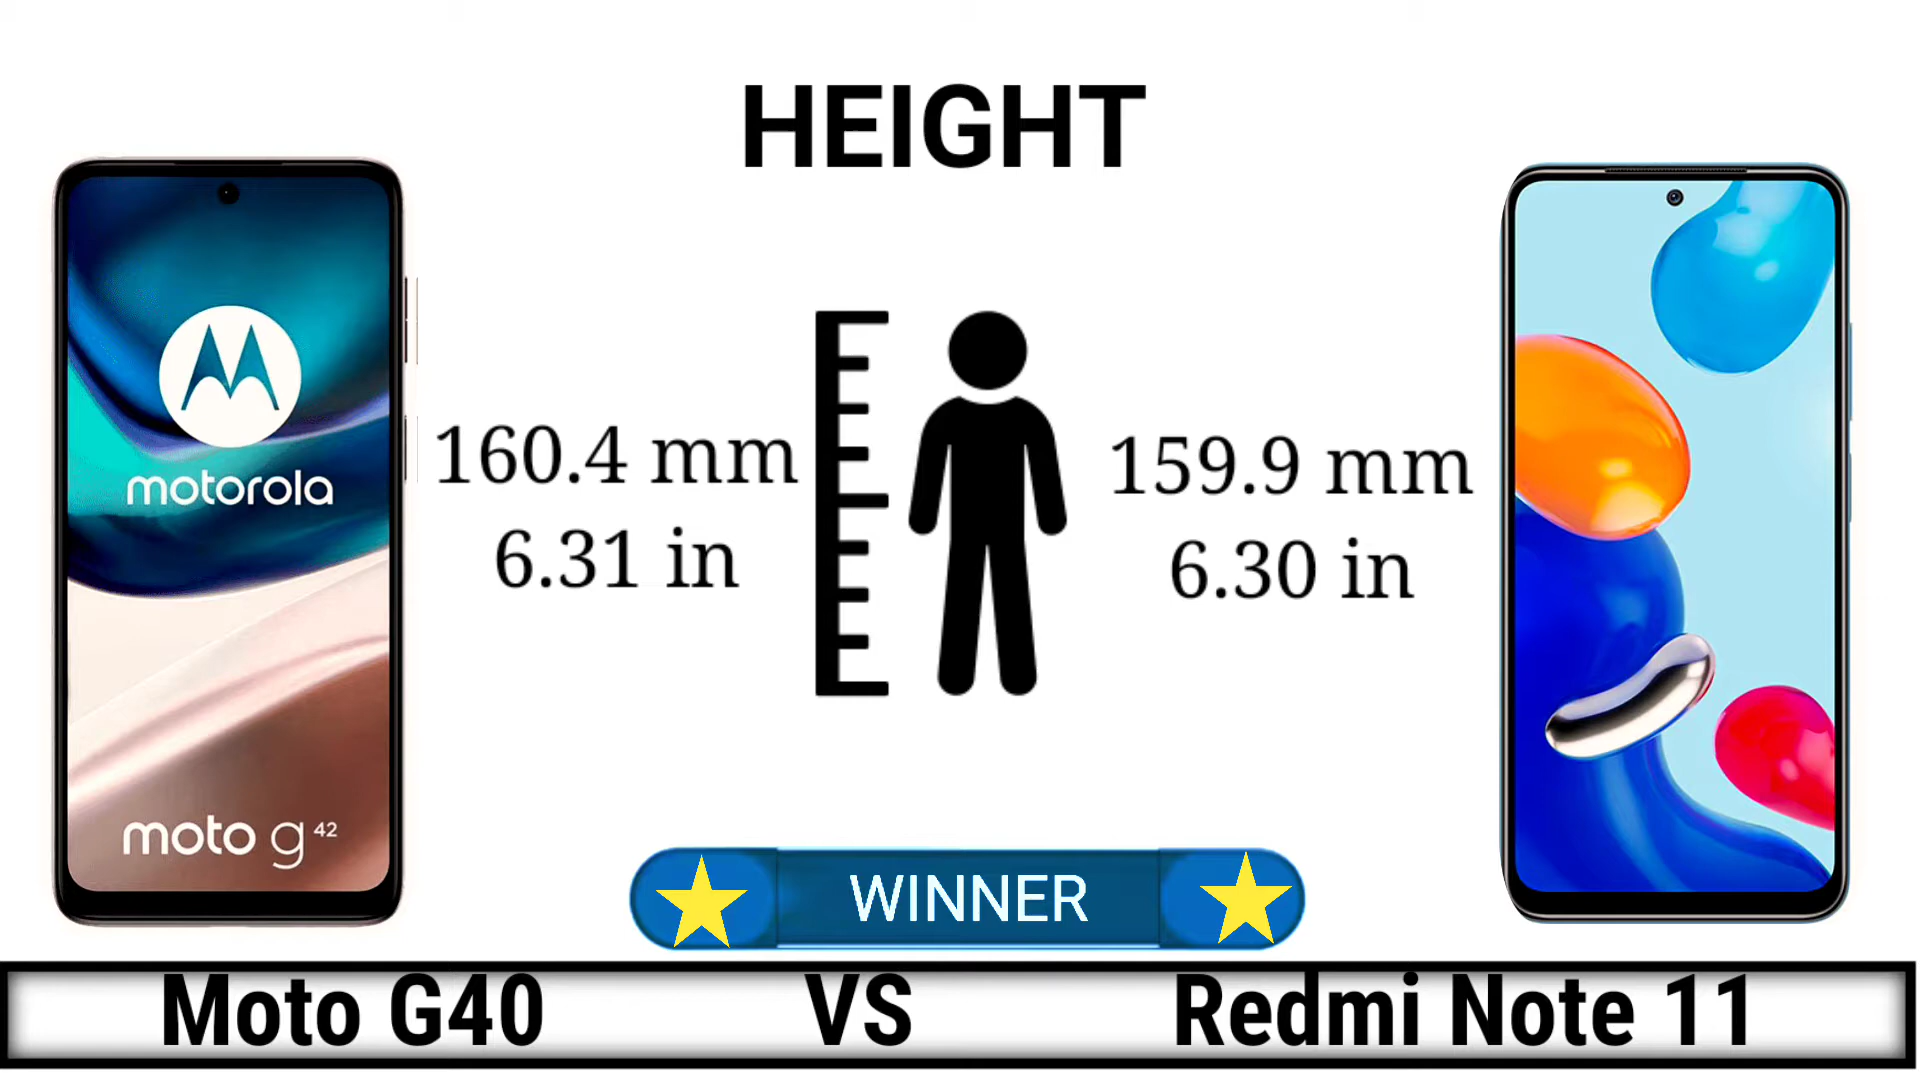 HEIGHT
motorola
moto g 42
160.4 mm
6.31 in
159.9 mm
6.30 in
WINNER
Moto G40 VS Redmi Note 11